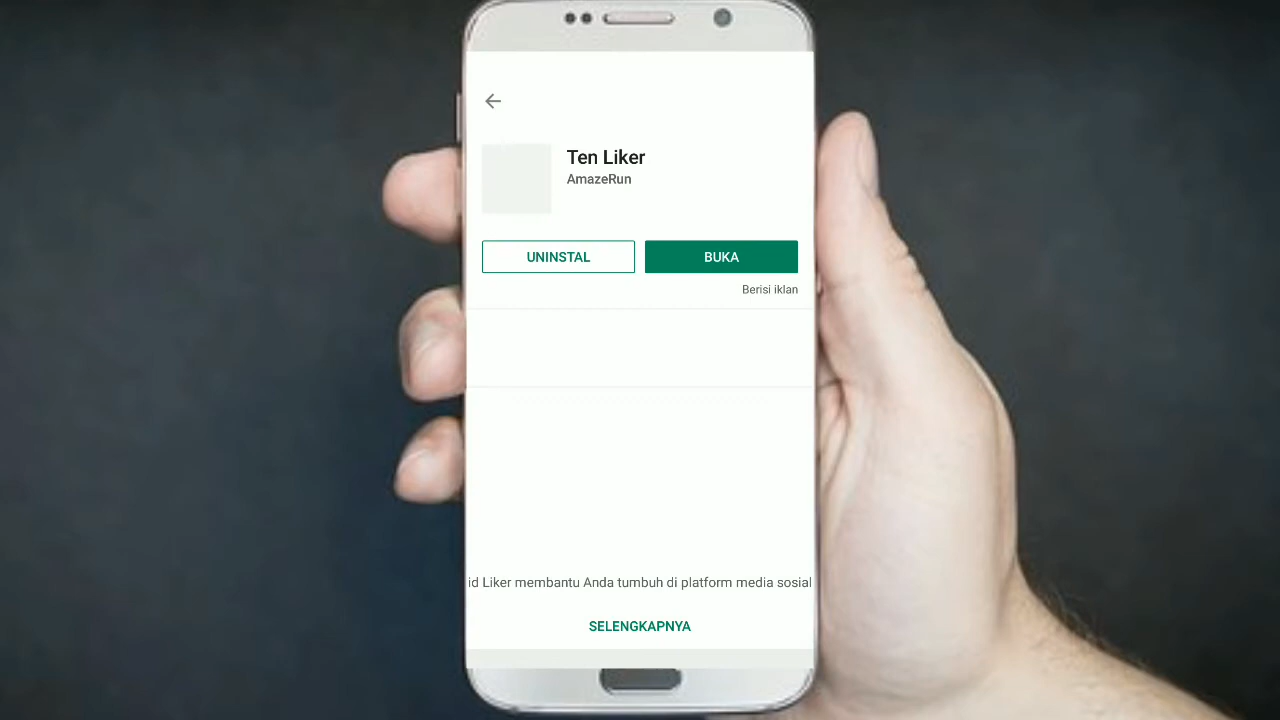 Ten Liker
AmazeRun
UNINSTAL
BUKA
Berisi iklan
id Liker membantu Anda tumbuh di platform media sosial
SELENGKAPNYA